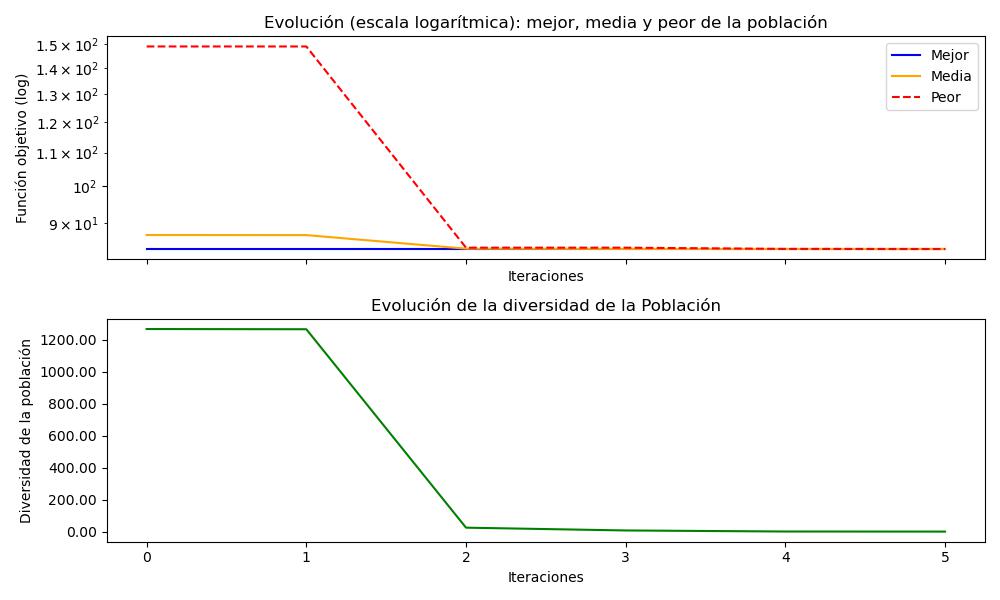 Evolución (escala logarítmica): mejor, media y peor de la población
Función objetivo (log)
1.5 × 10²
1.4 × 10²
1.3 × 10²
1.2 × 10²
1.1 × 10²
10²
9 × 10¹
Mejor
Media
Peor
Iteraciones
Evolución de la diversidad de la Población
Diversidad de la población
1200.00
1000.00
800.00
600.00
400.00
200.00
0.00
0 1 2 3 4 5
Iteraciones